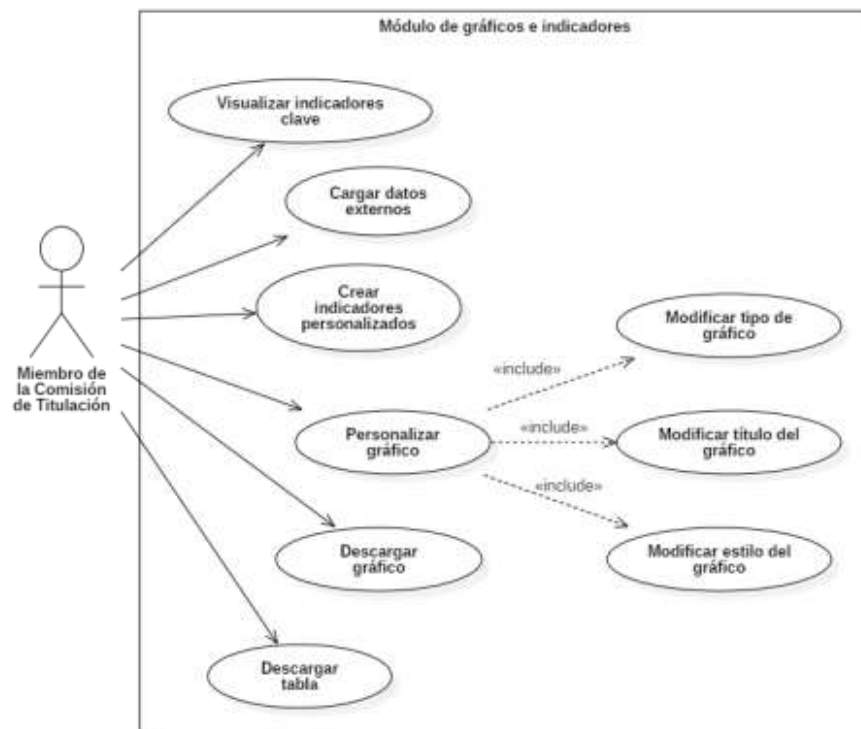 Módulo de gráficos e indicadores
Visualizar indicadores
clave
Cargar datos
externos
Crear
indicadores
personalizados
Miembro de
la Comisión
de Titulación
Modificar tipo de
gráfico
«include»
Personalizar
gráfico
«include»
Modificar título del
gráfico
«include»
Descargar
gráfico
Modificar estilo del
gráfico
Descargar
tabla